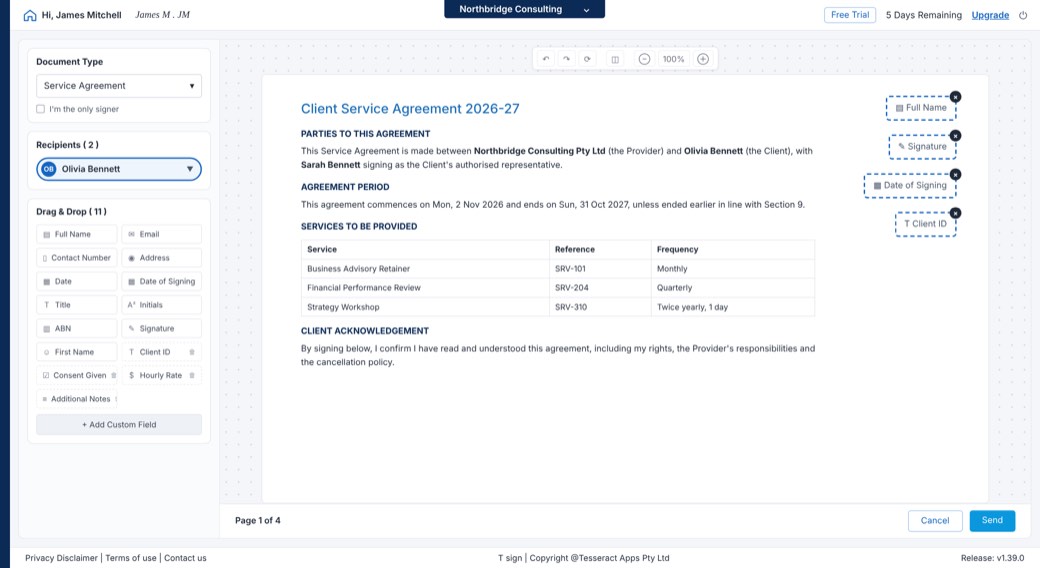 Hi, James Mitchell
James M . JM
Northbridge Consulting
Free Trial
5 Days Remaining
Upgrade
Document Type
Service Agreement
I'm the only signer
Recipients ( 2 )
OB Olivia Bennett
Drag & Drop ( 11 )
Full Name
Email
Contact Number
Address
Date
Date of Signing
T Title
Initials
ABN
Signature
First Name
T Client ID
Consent Given
$ Hourly Rate
Additional Notes
+ Add Custom Field
100%
Client Service Agreement 2026-27
PARTIES TO THIS AGREEMENT
This Service Agreement is made between Northbridge Consulting Pty Ltd (the Provider) and Olivia Bennett (the Client), with
Sarah Bennett signing as the Client's authorised representative.
AGREEMENT PERIOD
This agreement commences on Mon, 2 Nov 2026 and ends on Sun, 31 Oct 2027, unless ended earlier in line with Section 9.
SERVICES TO BE PROVIDED
Service Reference Frequency
Business Advisory Retainer SRV-101 Monthly
Financial Performance Review SRV-204 Quarterly
Strategy Workshop SRV-310 Twice yearly, 1 day
CLIENT ACKNOWLEDGEMENT
By signing below, I confirm I have read and understood this agreement, including my rights, the Provider's responsibilities and
the cancellation policy.
Full Name
Signature
Date of Signing
T Client ID
Page 1 of 4
Cancel
Send
Privacy Disclaimer | Terms of use | Contact us
T sign | Copyright @Tesseract Apps Pty Ltd
Release: v1.39.0